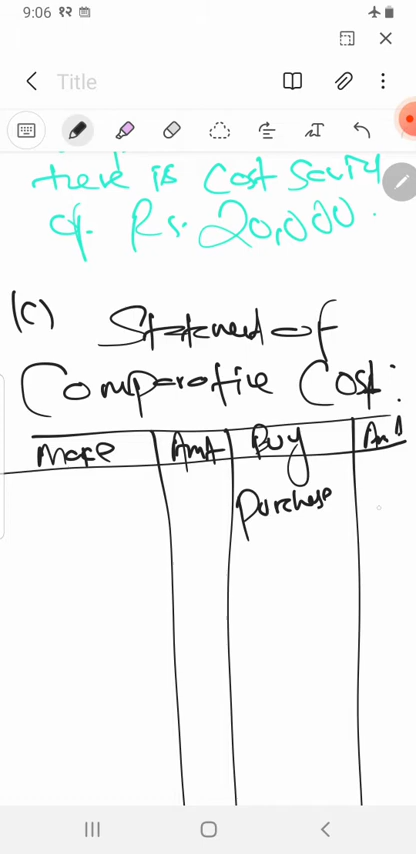 9:06 १२
Title
there is Cost saving
of. Rs. 20,000.
(C) Statement of
Comparative Cost:
Make Amt Buy Amt
Purchase